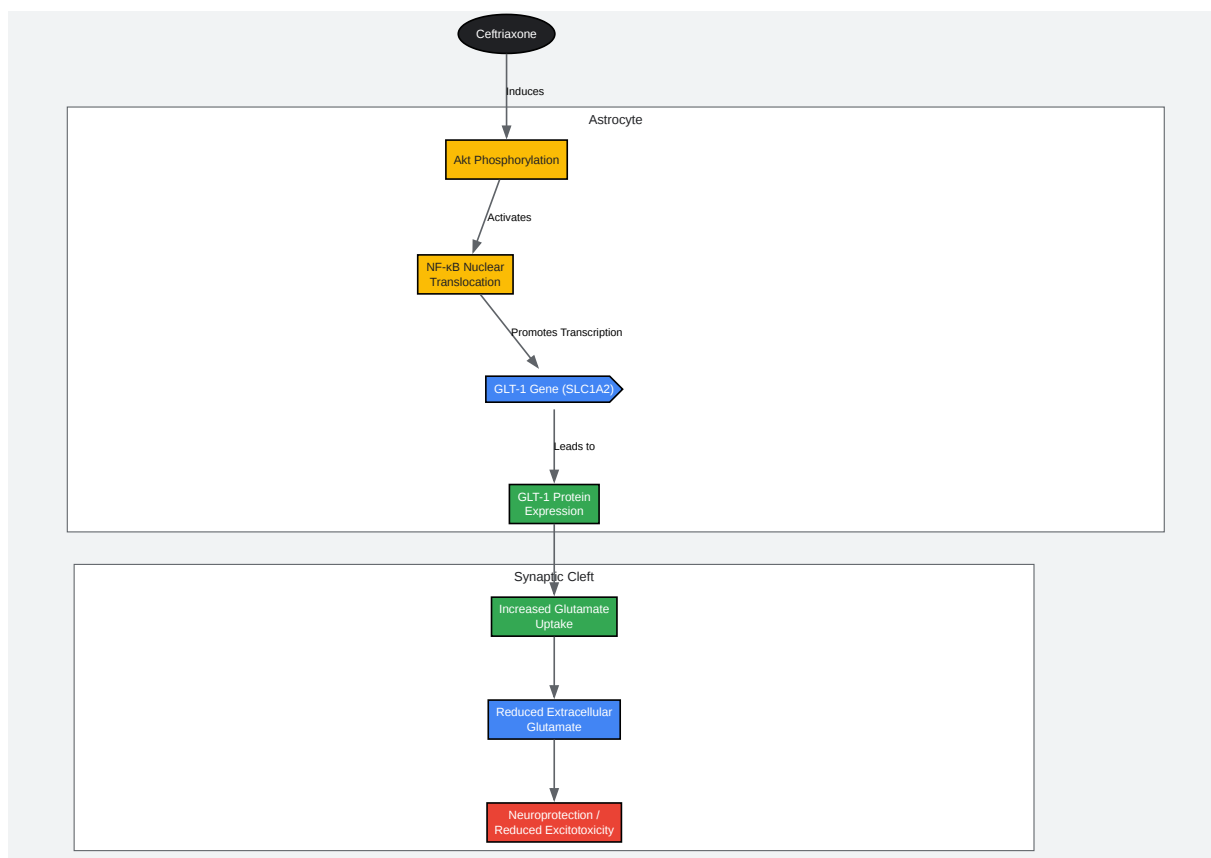 Ceftriaxone
Induces
Astrocyte
Akt Phosphorylation
Activates
NF-κB Nuclear
Translocation
Promotes Transcription
GLT-1 Gene (SLC1A2)
Leads to
GLT-1 Protein
Expression
Synaptic Cleft
Increased Glutamate
Uptake
Reduced Extracellular
Glutamate
Neuroprotection /
Reduced Excitotoxicity